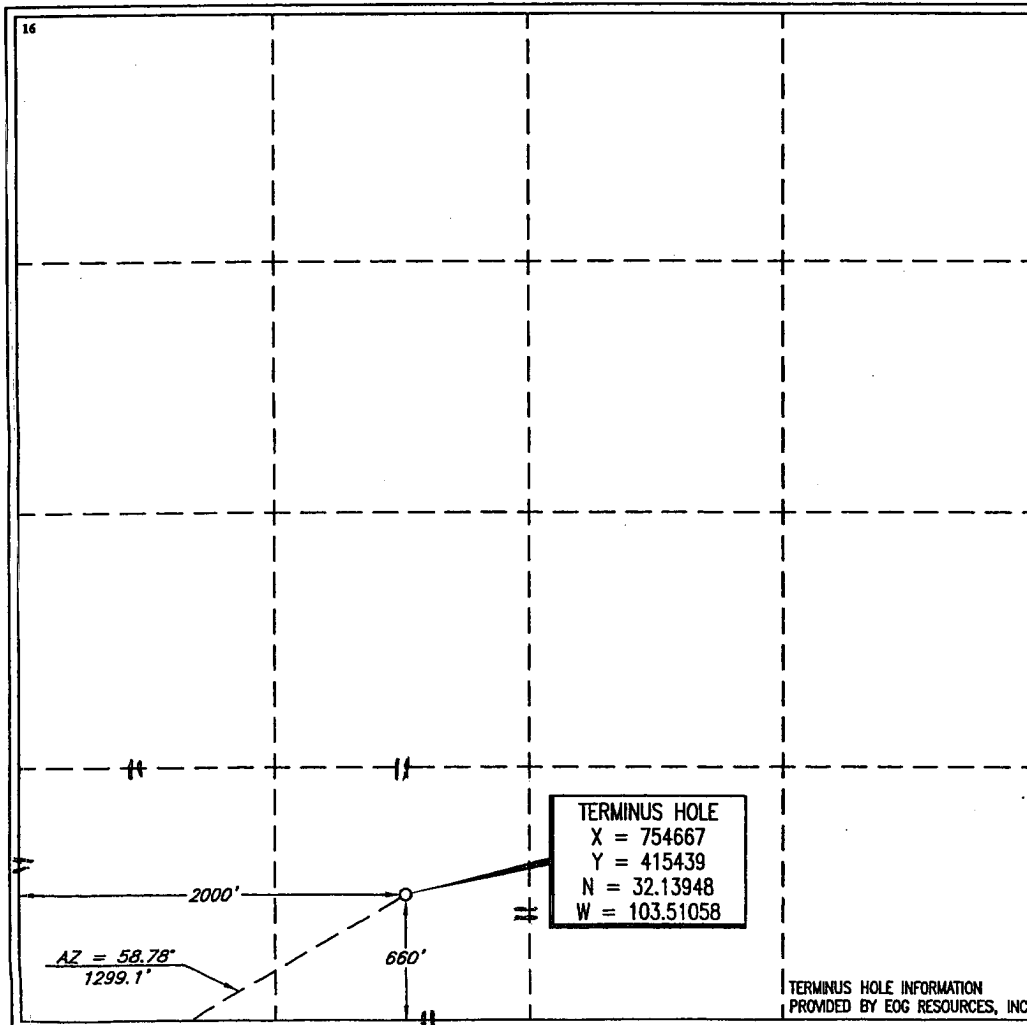 16
TERMINUS HOLE
X = 754667
Y = 415439
N = 32.13948
W = 103.51058
2000'
AZ = 58.78°
1299.1'
660'
TERMINUS HOLE INFORMATION
PROVIDED BY EOG RESOURCES, INC